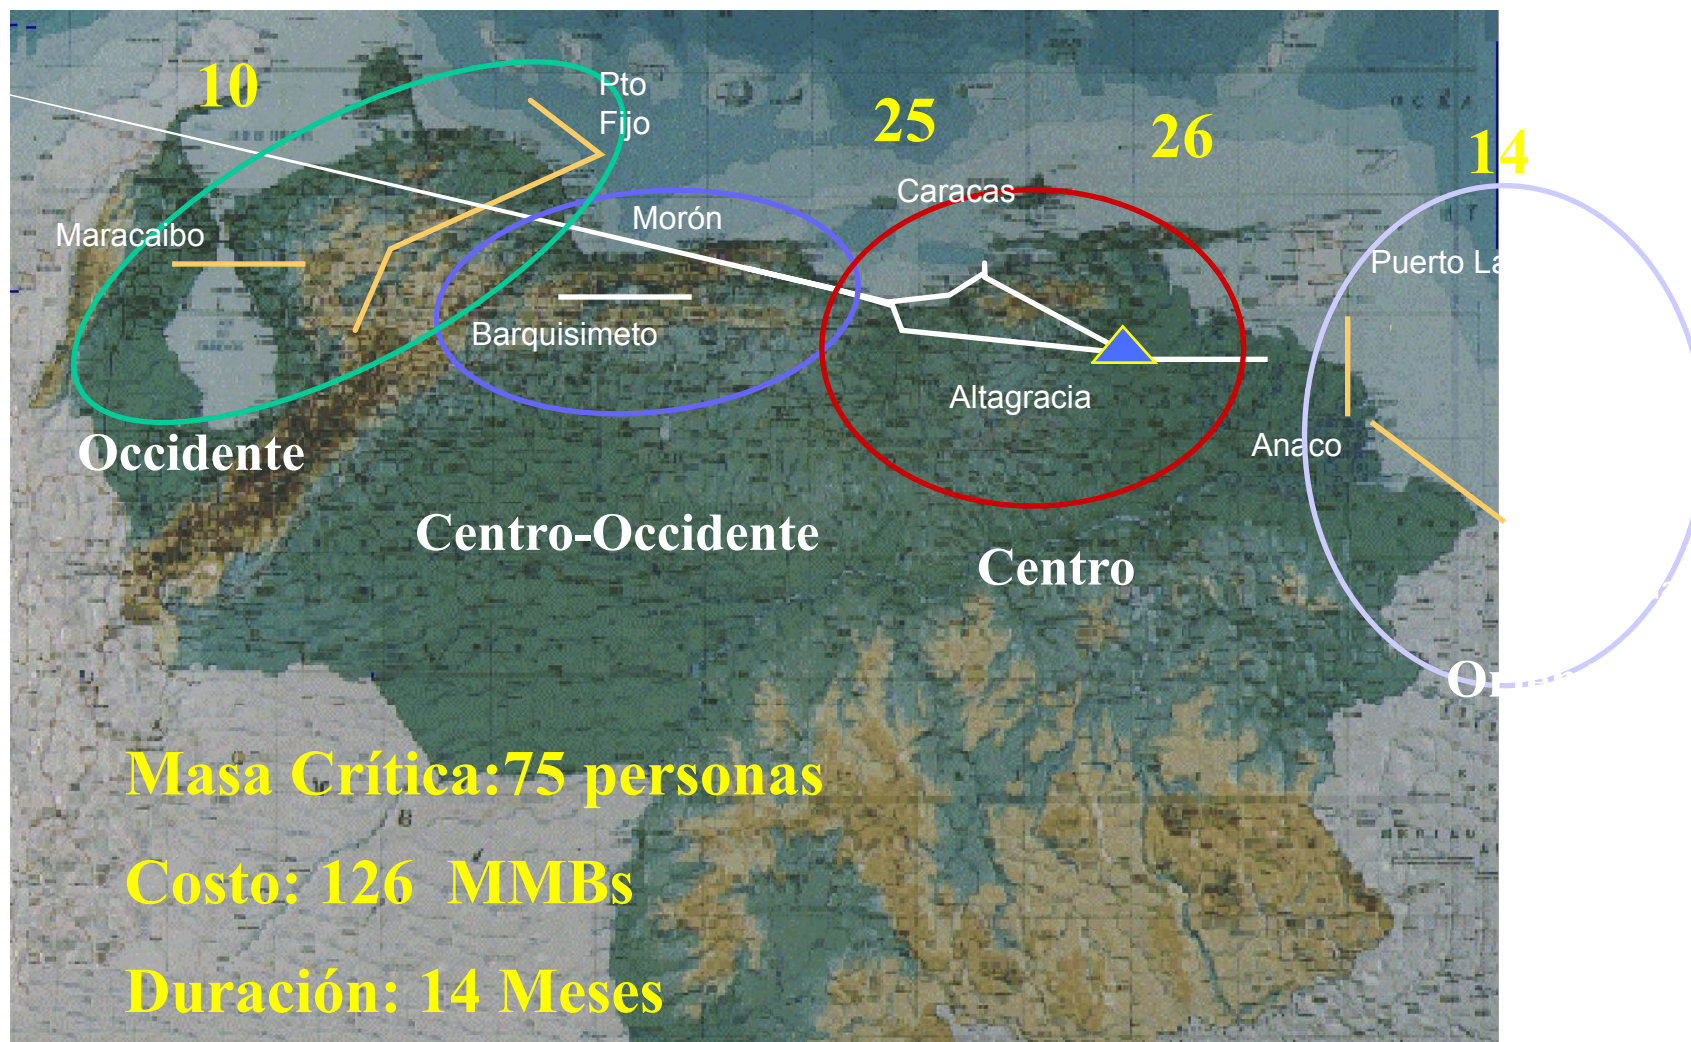 10
25
26
14
Pto
Fijo
Caracas
Morón
Maracaibo
Puerto La
Barquisimeto
Altagracia
Anaco
Occidente
Centro-Occidente
Centro
Masa Crítica:75 personas
Costo: 126 MMBs
Duración: 14 Meses